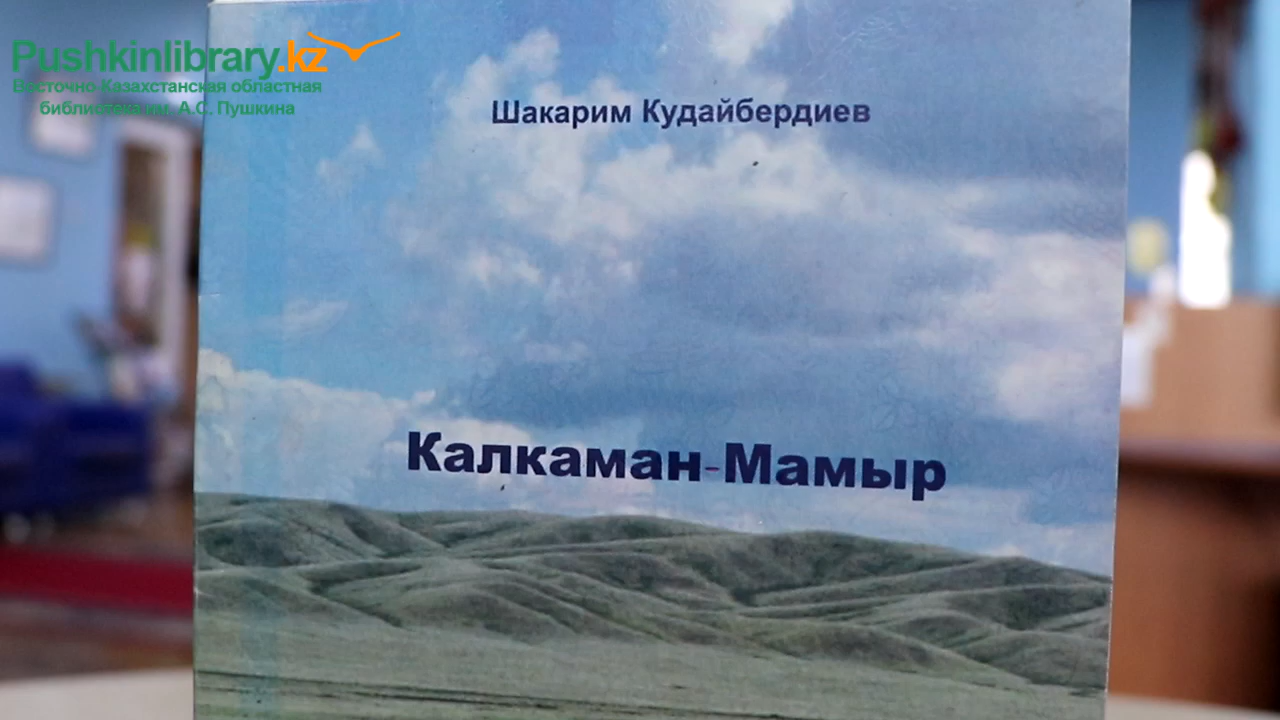 Pushkinlibrary.kz
Восточно-Казахстанская областная
библиотека им. А.С. Пушкина
Шакарим Кудайбердиев
Калкаман-Мамыр